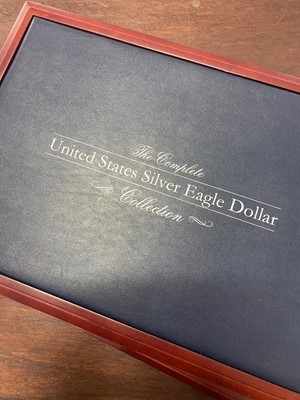 The Complete
United States Silver Eagle Dollar
Collection